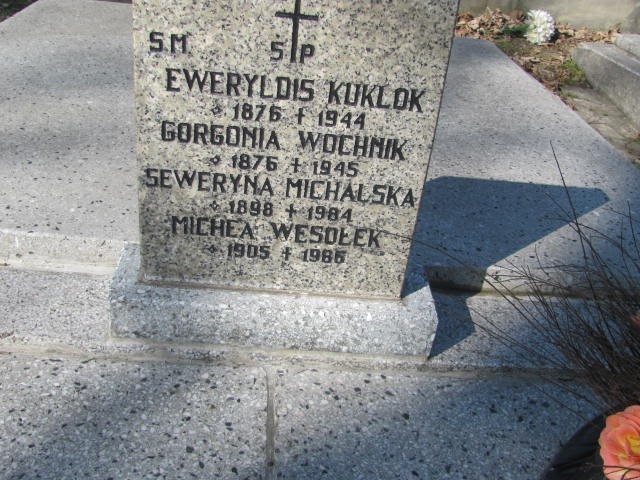 S.M Ś P
EWERYLDIS KUKLOK
* 1876 + 1944
GORGONIA WOCHNIK
* 1876 + 1945
SEWERYNA MICHALSKA
* 1898 + 1984
MICHEA WESOŁEK
* 1905 + 1986